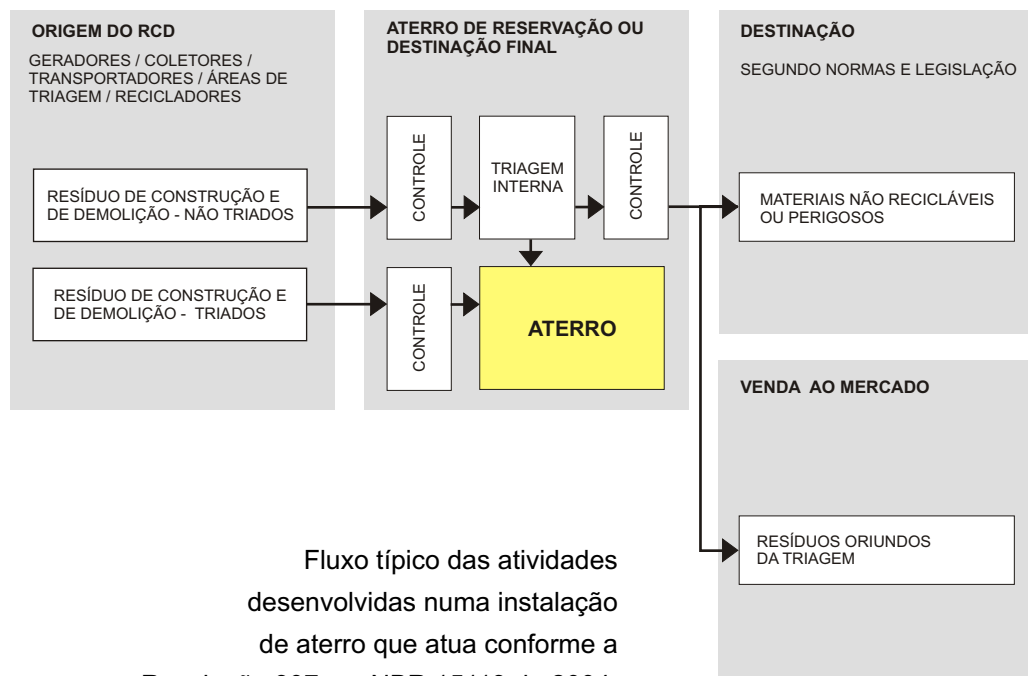 ORIGEM DO RCD
GERADORES / COLETORES /
TRANSPORTADORES / ÁREAS DE
TRIAGEM / RECICLADORES
RESÍDUO DE CONSTRUÇÃO E
DE DEMOLIÇÃO - NÃO TRIADOS
RESÍDUO DE CONSTRUÇÃO E
DE DEMOLIÇÃO - TRIADOS
ATERRO DE RESERVAÇÃO OU
DESTINAÇÃO FINAL
CONTROLE
TRIAGEM
INTERNA
CONTROLE
CONTROLE
ATERRO
DESTINAÇÃO
SEGUNDO NORMAS E LEGISLAÇÃO
MATERIAIS NÃO RECICLÁVEIS
OU PERIGOSOS
VENDA AO MERCADO
RESÍDUOS ORIUNDOS
DA TRIAGEM
Fluxo típico das atividades
desenvolvidas numa instalação
de aterro que atua conforme a